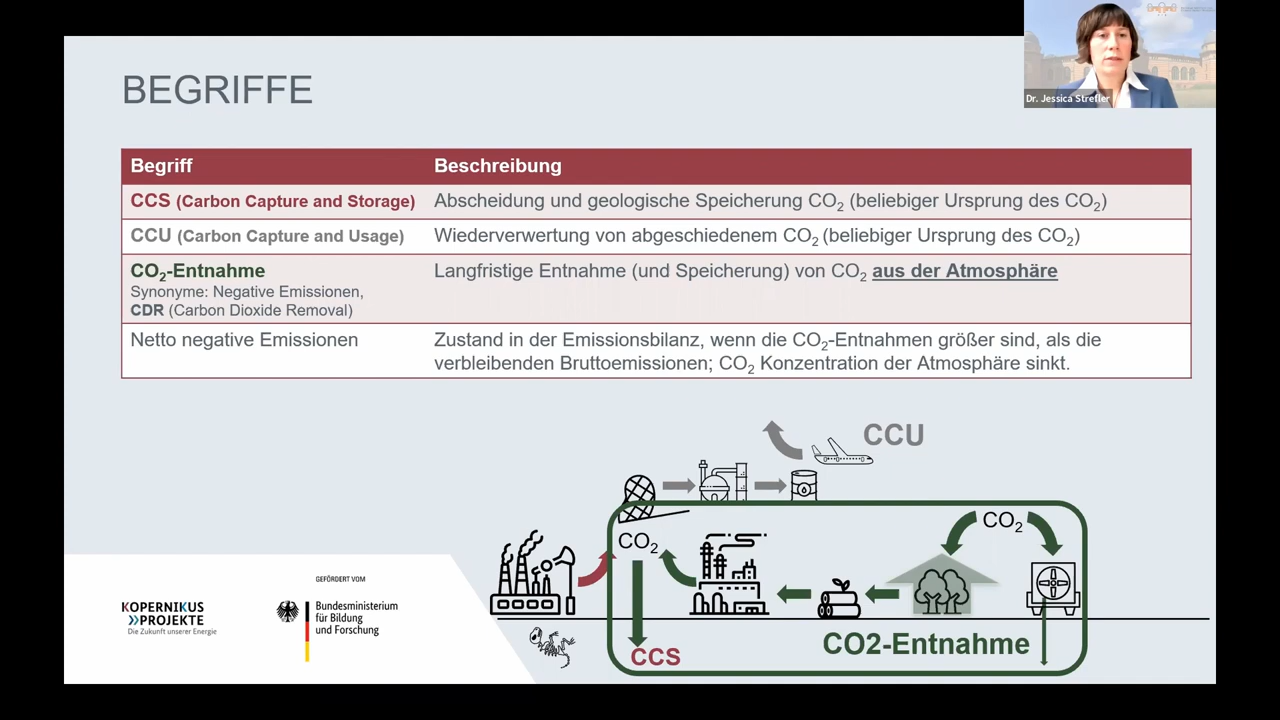 Dr. Jessica Strefler
BEGRIFFE
Begriff Beschreibung
CCS (Carbon Capture and Storage) Abscheidung und geologische Speicherung CO₂ (beliebiger Ursprung des CO₂)
CCU (Carbon Capture and Usage) Wiederverwertung von abgeschiedenem CO₂ (beliebiger Ursprung des CO₂)
CO₂-Entnahme Langfristige Entnahme (und Speicherung) von CO₂ aus der Atmosphäre
Synonyme: Negative Emissionen,
CDR (Carbon Dioxide Removal)
Netto negative Emissionen Zustand in der Emissionsbilanz, wenn die CO₂-Entnahmen größer sind, als die
verbleibenden Bruttoemissionen; CO₂ Konzentration der Atmosphäre sinkt.
CCU
CO₂
CO₂
CO2-Entnahme
CCS
GEFÖRDERT VOM
KOPERNIKUS
PROJEKTE
Die Zukunft unserer Energie
Bundesministerium
für Bildung
und Forschung